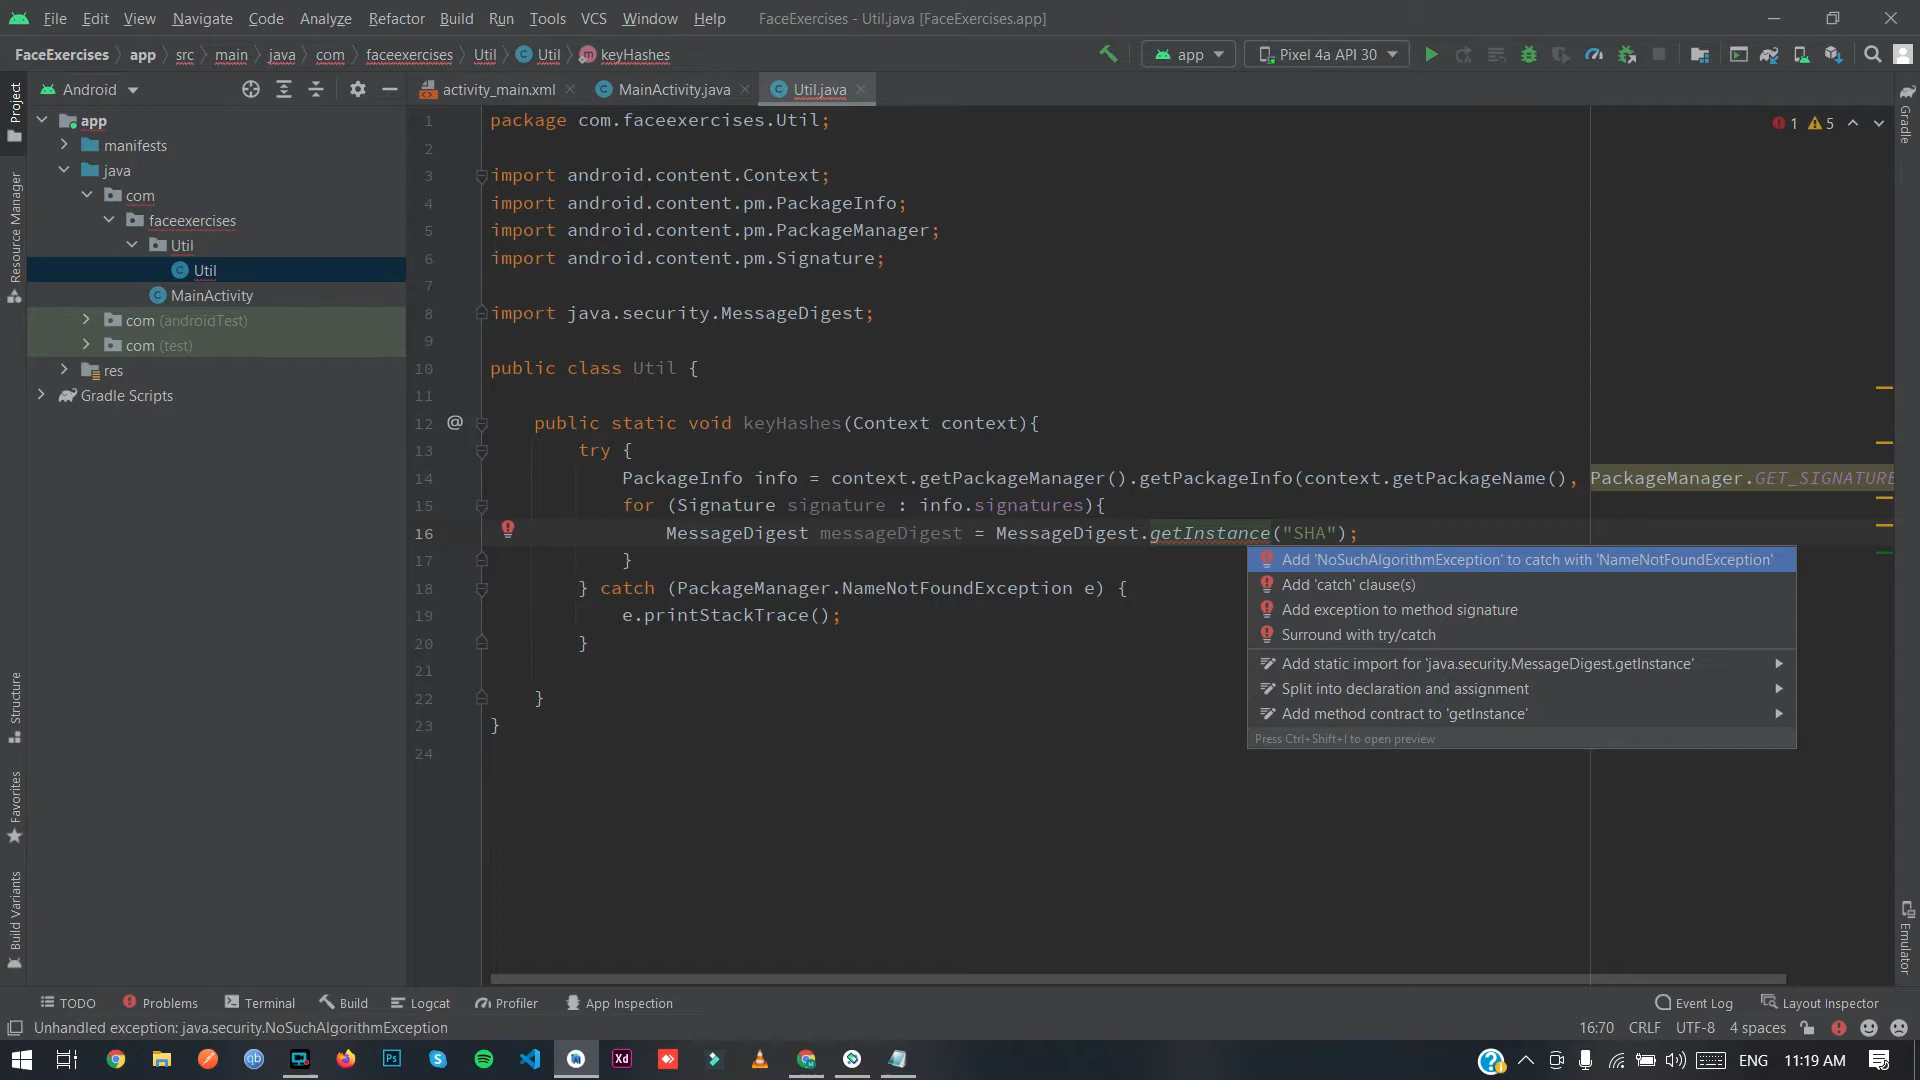 File Edit View Navigate Code Analyze Refactor Build Run Tools VCS Window Help FaceExercises - Util.java [FaceExercises.app]
FaceExercises app src main java com faceexercises Util Util keyHashes app Pixel 4a API 30
Android activity_main.xml MainActivity.java Util.java
Project
Resource Manager
Structure
Favorites
Build Variants
app
manifests
java
com
faceexercises
Util
Util
MainActivity
com (androidTest)
com (test)
res
Gradle Scripts
1 package com.faceexercises.Util;
2
3 import android.content.Context;
4 import android.content.pm.PackageInfo;
5 import android.content.pm.PackageManager;
6 import android.content.pm.Signature;
7
8 import java.security.MessageDigest;
9
10 public class Util {
11
12 @ public static void keyHashes(Context context){
13 try {
14 PackageInfo info = context.getPackageManager().getPackageInfo(context.getPackageName(), PackageManager.GET_SIGNATURE
15 for (Signature signature : info.signatures){
16 MessageDigest messageDigest = MessageDigest.getInstance("SHA");
17 }
18 } catch (PackageManager.NameNotFoundException e) {
19 e.printStackTrace();
20 }
21
22 }
23 }
24
1 5
Add 'NoSuchAlgorithmException' to catch with 'NameNotFoundException'
Add 'catch' clause(s)
Add exception to method signature
Surround with try/catch
Add static import for 'java.security.MessageDigest.getInstance'
Split into declaration and assignment
Add method contract to 'getInstance'
Press Ctrl+Shift+I to open preview
Gradle
Emulator
TODO Problems Terminal Build Logcat Profiler App Inspection Event Log Layout Inspector
Unhandled exception: java.security.NoSuchAlgorithmException 16:70 CRLF UTF-8 4 spaces
qb Ps Xd ENG 11:19 AM